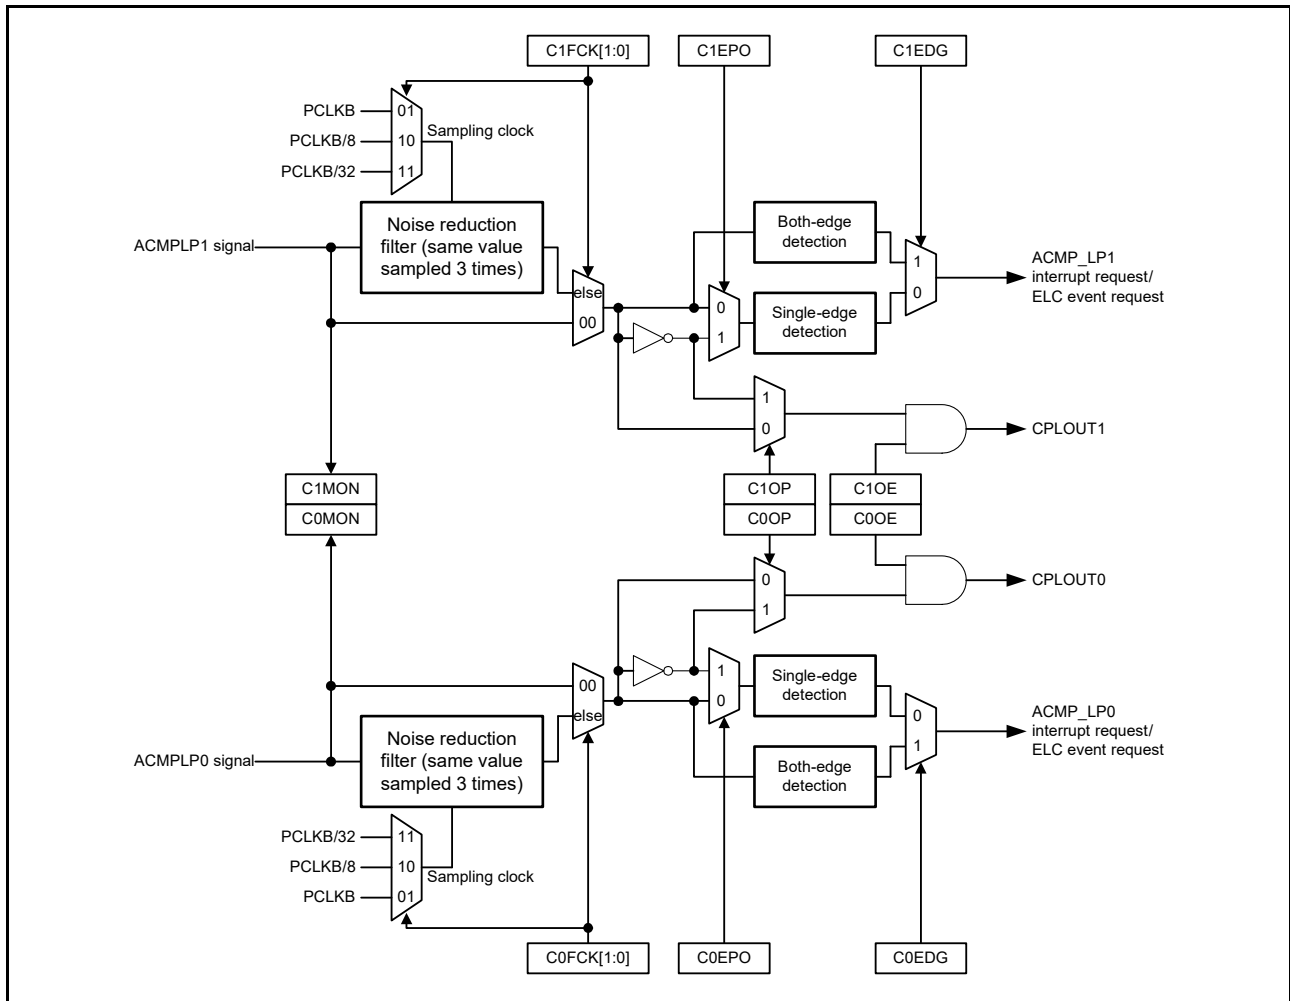 C1FCK[1:0]
C1EPO
C1EDG
PCLKB
01
PCLKB/8
10
Sampling clock
PCLKB/32
11
ACMPLP1 signal
Noise reduction
filter (same value
sampled 3 times)
else
00
0
1
Both-edge
detection
Single-edge
detection
1
0
ACMP_LP1
interrupt request/
ELC event request
1
0
CPLOUT1
C1MON
C0MON
C1OP
C0OP
C1OE
C0OE
0
1
CPLOUT0
00
else
1
0
Single-edge
detection
Both-edge
detection
0
1
ACMP_LP0
interrupt request/
ELC event request
ACMPLP0 signal
Noise reduction
filter (same value
sampled 3 times)
PCLKB/32
11
PCLKB/8
10
Sampling clock
PCLKB
01
C0FCK[1:0]
C0EPO
C0EDG